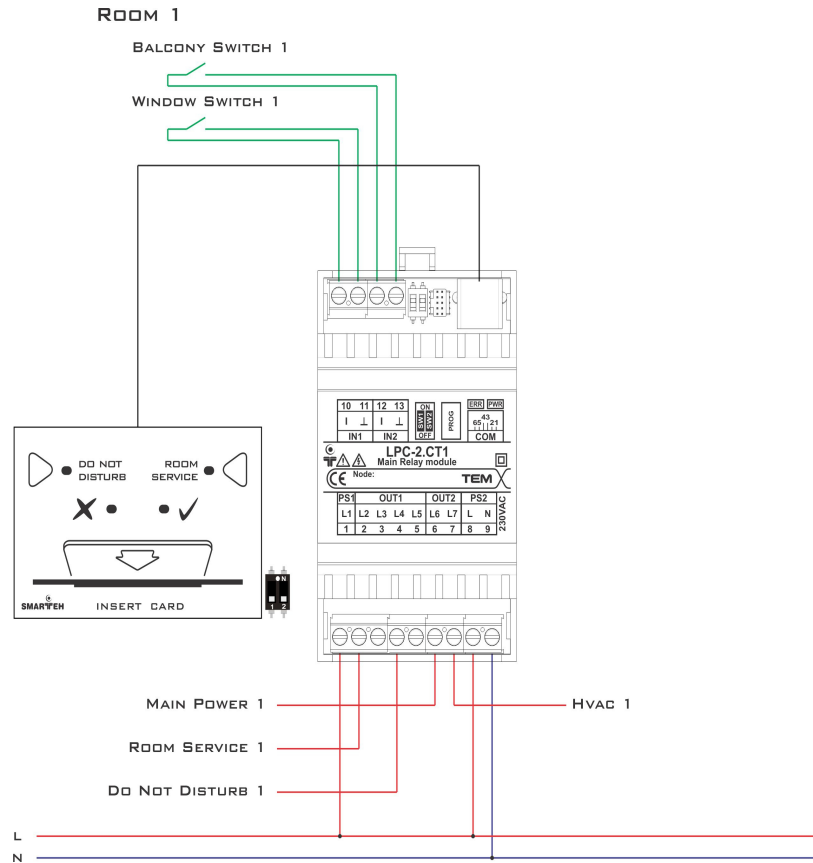 Room 1
Balcony Switch 1
Window Switch 1
10 11 12 13
I ⊥ I ⊥
IN1 IN2
ON
SW1
SW2
OFF
PROG
ERR PWR
43
65 21
COM
LPC-2.CT1
Main Relay module
CE Node: TEM
PS1 OUT1 OUT2 PS2
L1 L2 L3 L4 L5 L6 L7 L N
1 2 3 4 5 6 7 8 9
230VAC
DO NOT DISTURB
ROOM SERVICE
SMARTEH
INSERT CARD
ON
1 2
Main Power 1
Hvac 1
Room Service 1
Do Not Disturb 1
L
N